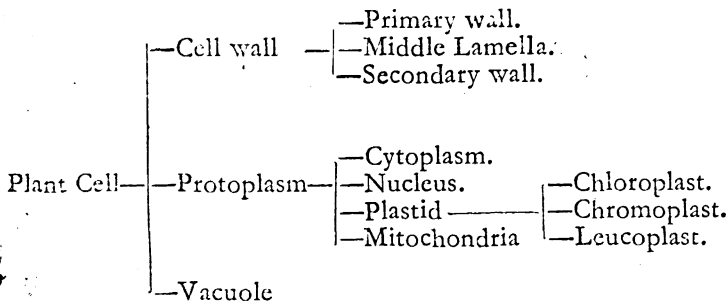 —Primary wall.
—Cell wall —|—Middle Lamella.
—Secondary wall.
—Cytoplasm.
Plant Cell—|—Protoplasm—|—Nucleus. —Chloroplast.
—Plastid ———|—Chromoplast.
—Mitochondria —Leucoplast.
—Vacuole